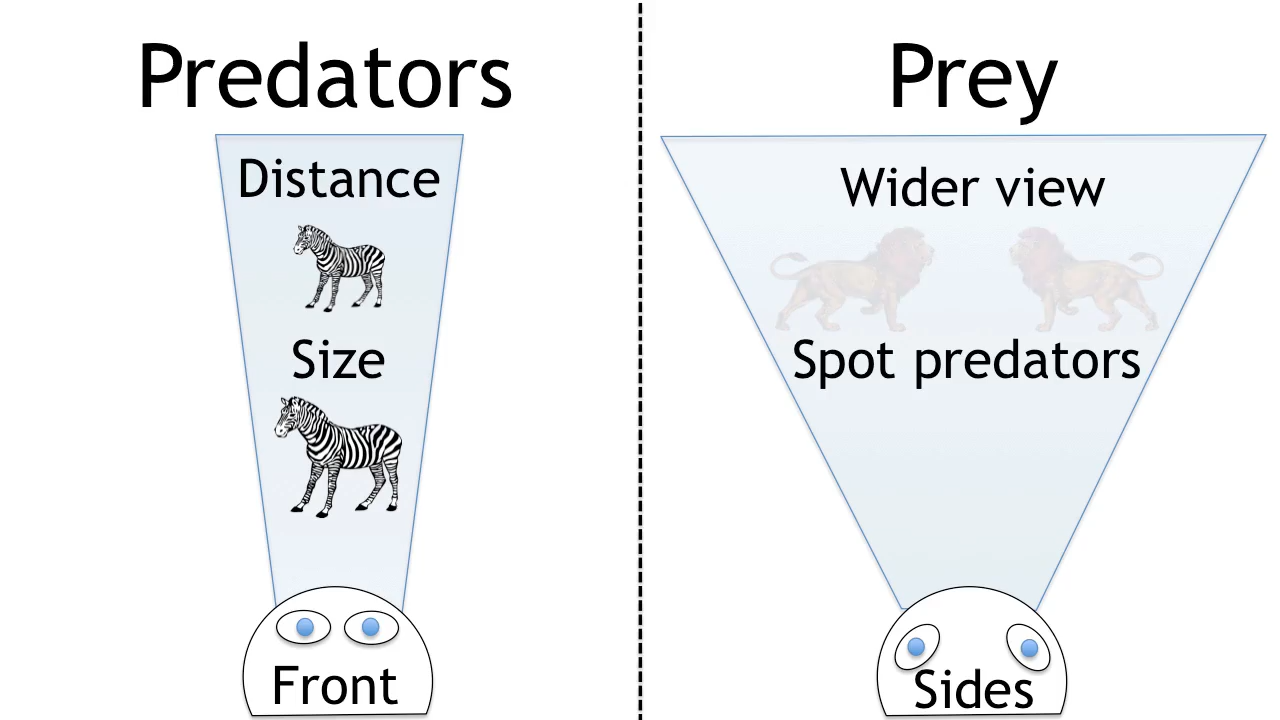 Predators
Distance
Size
Front
Prey
Wider view
Spot predators
Sides